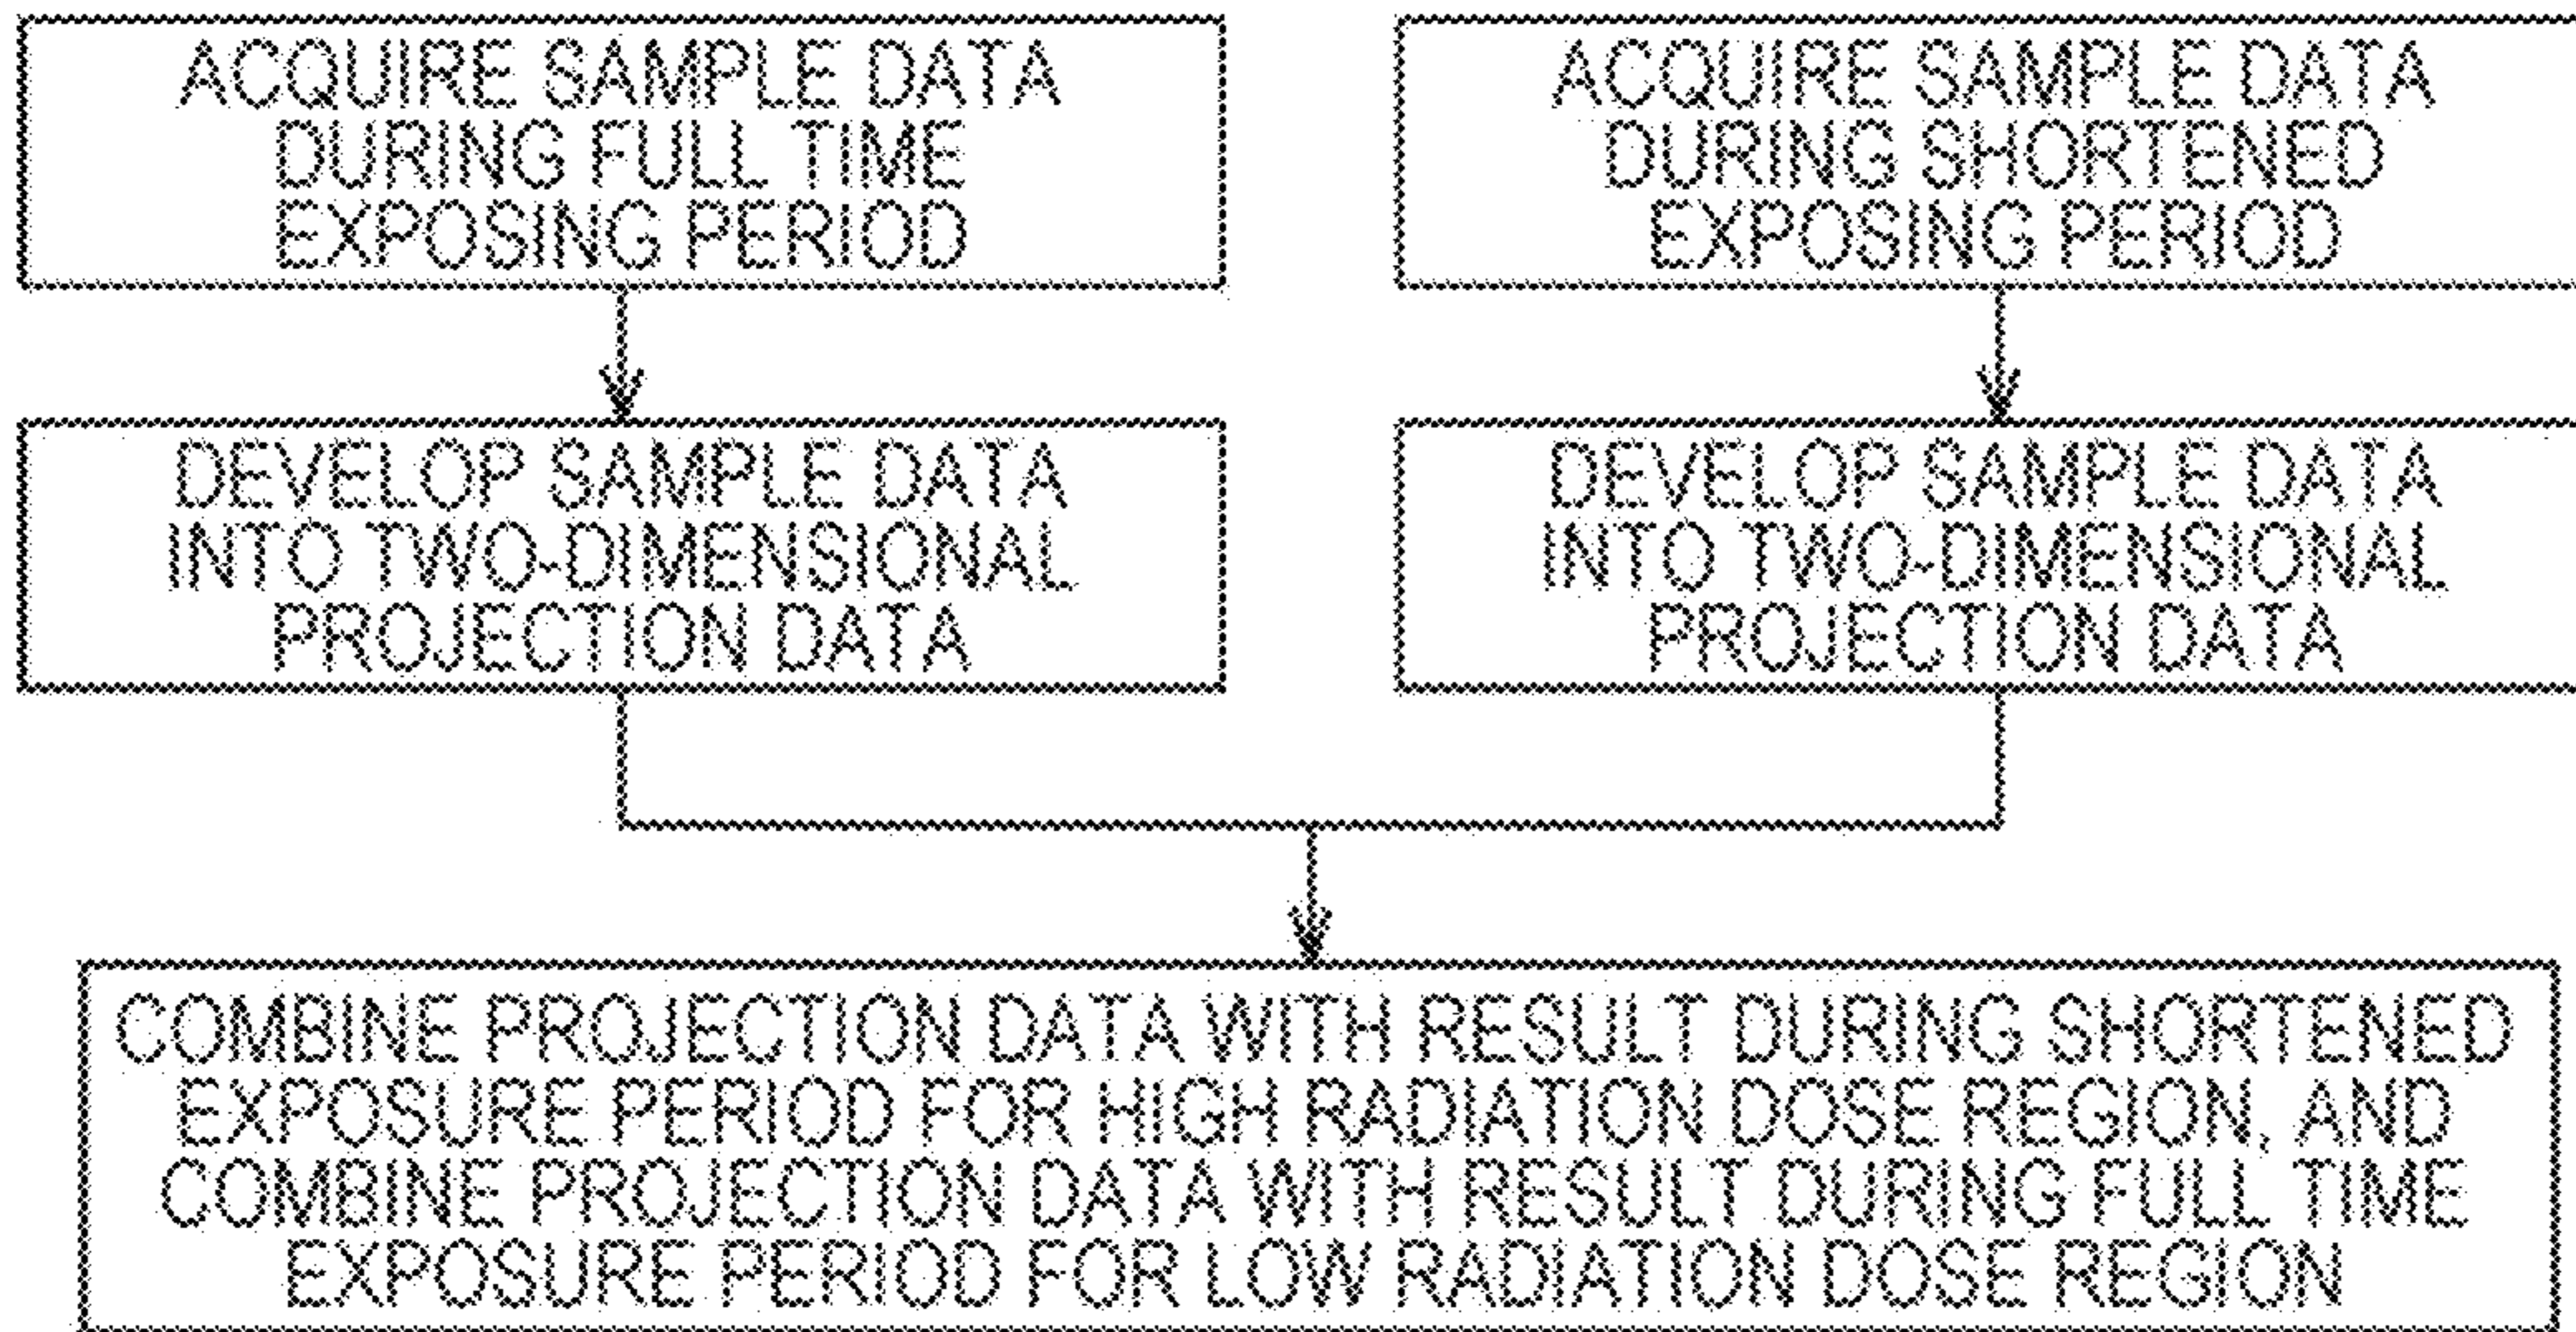 ACQUIRE SAMPLE DATA
DURING FULL TIME
EXPOSING PERIOD
ACQUIRE SAMPLE DATA
DURING SHORTENED
EXPOSING PERIOD
DEVELOP SAMPLE DATA
INTO TWO-DIMENSIONAL
PROJECTION DATA
DEVELOP SAMPLE DATA
INTO TWO-DIMENSIONAL
PROJECTION DATA
COMBINE PROJECTION DATA WITH RESULT DURING SHORTENED
EXPOSURE PERIOD FOR HIGH RADIATION DOSE REGION, AND
COMBINE PROJECTION DATA WITH RESULT DURING FULL TIME
EXPOSURE PERIOD FOR LOW RADIATION DOSE REGION